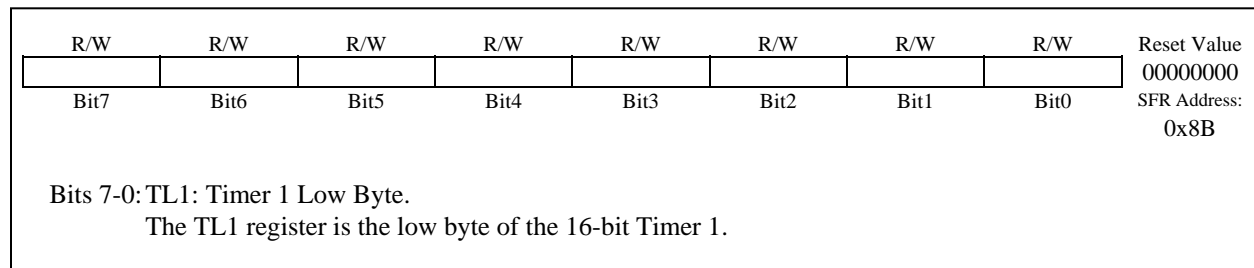 R/W R/W R/W R/W R/W R/W R/W R/W Reset Value
00000000
Bit7 Bit6 Bit5 Bit4 Bit3 Bit2 Bit1 Bit0 SFR Address:
0x8B
Bits 7-0: TL1: Timer 1 Low Byte.
The TL1 register is the low byte of the 16-bit Timer 1.